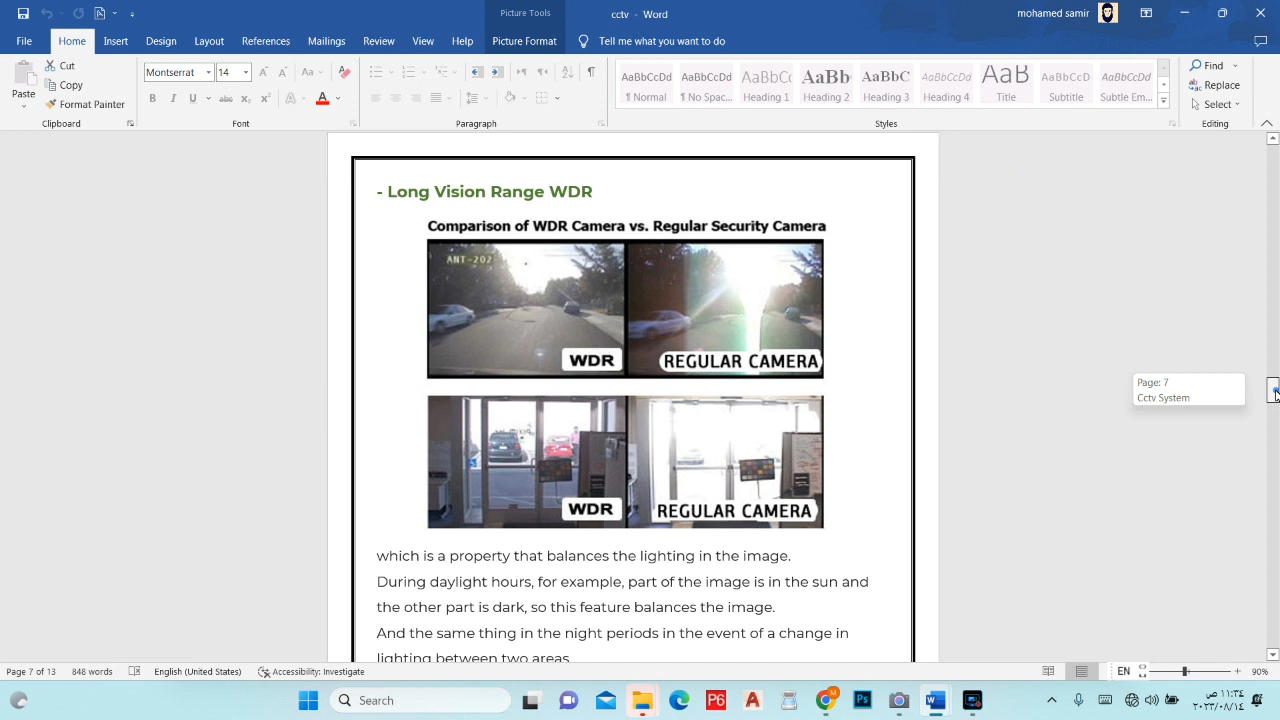 Picture Tools
cctv - Word
mohamed samir
File Home Insert Design Layout References Mailings Review View Help Picture Format Tell me what you want to do
Paste
Cut
Copy
Format Painter
Clipboard
Montserrat 14
Aa
B I U abc x₂ x² A A
Font
Paragraph
AaBbCcDd AaBbCcDd AaBbCc AaBb AaBbC AaBbCcDd AaB AaBbCcD AaBbCcDd
¶ Normal ¶ No Spac... Heading 1 Heading 2 Heading 3 Heading 4 Title Subtitle Subtle Em...
Styles
Find
Replace
Select
Editing
- Long Vision Range WDR
Comparison of WDR Camera vs. Regular Security Camera
ANT-202
WDR REGULAR CAMERA
WDR REGULAR CAMERA
which is a property that balances the lighting in the image.
During daylight hours, for example, part of the image is in the sun and
the other part is dark, so this feature balances the image.
And the same thing in the night periods in the event of a change in
lighting between two areas
Page: 7
Cctv System
Page 7 of 13 848 words English (United States) Accessibility: Investigate
EN
90%
Search
P6
Ps